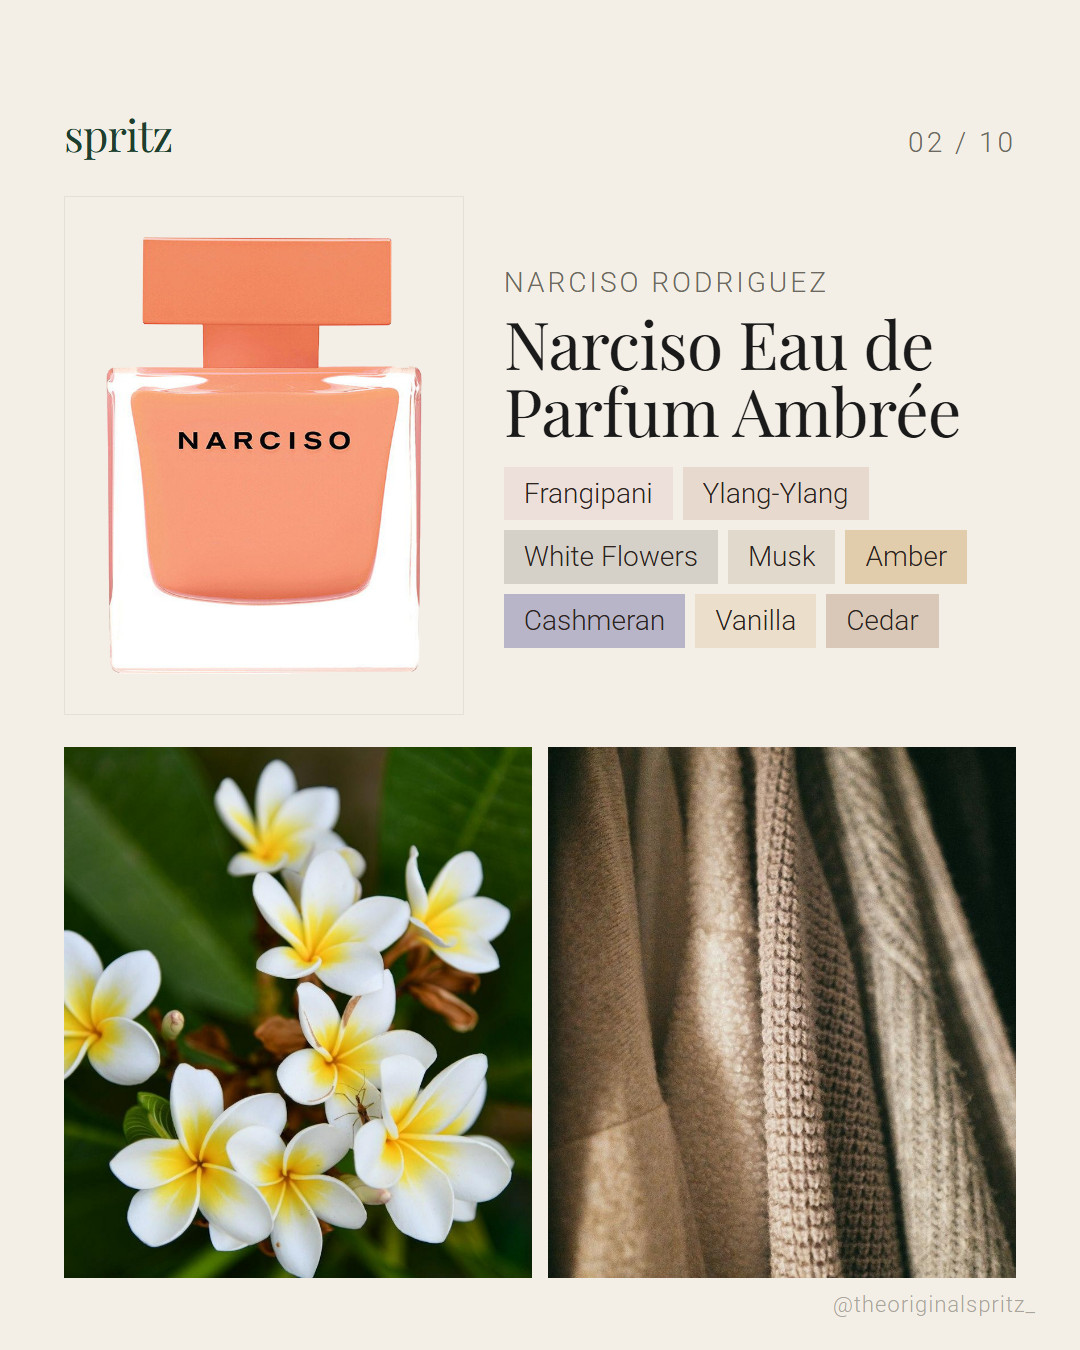 spritz
02 / 10
NARCISO
NARCISO RODRIGUEZ
Narciso Eau de
Parfum Ambrée
Frangipani
Ylang-Ylang
White Flowers
Musk
Amber
Cashmeran
Vanilla
Cedar
@theoriginalspritz_